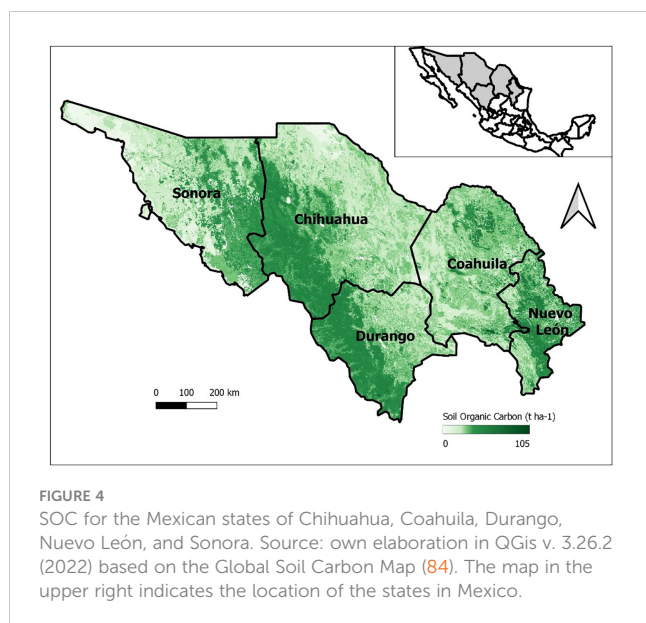 Sonora
Chihuahua
Coahuila
Nuevo
León
Durango
0 100 200 km
Soil Organic Carbon (t ha-1)
0 105
FIGURE 4
SOC for the Mexican states of Chihuahua, Coahuila, Durango,
Nuevo León, and Sonora. Source: own elaboration in QGis v. 3.26.2
(2022) based on the Global Soil Carbon Map (84). The map in the
upper right indicates the location of the states in Mexico.